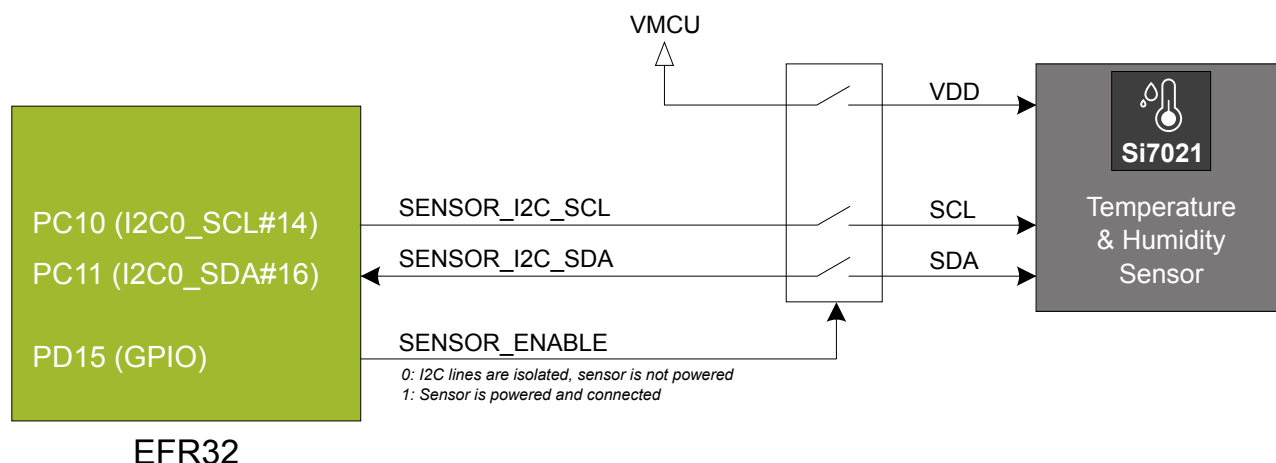 VMCU
VDD
Si7021
PC10 (I2C0_SCL#14)
SENSOR_I2C_SCL
SCL
Temperature
& Humidity
Sensor
PC11 (I2C0_SDA#16)
SENSOR_I2C_SDA
SDA
PD15 (GPIO)
SENSOR_ENABLE
0: I2C lines are isolated, sensor is not powered
1: Sensor is powered and connected
EFR32